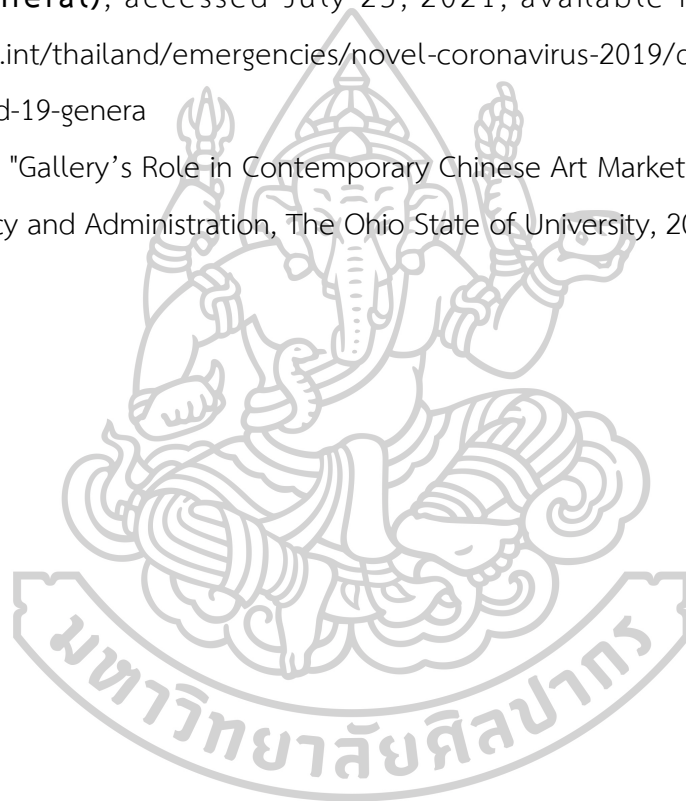 neral), accessed July 25, 2021, available
.int/thailand/emergencies/novel-coronavirus-2019/
d-19-genera
"Gallery’s Role in Contemporary Chinese Art Market
cy and Administration, The Ohio State of University, 20
มหาวิทยาลัยศิลปากร